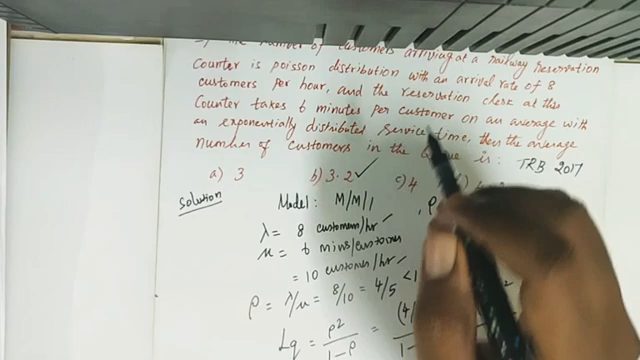 The number of customers arriving at a railway reservation
Counter is poisson distribution with an arrival rate of 8
customers per hour, and the reservation clerk at this
Counter takes 6 minutes per customer on an average with
an exponentially distributed service time, then the average
number of customers in the Queue is: TRB 2017
a) 3 b) 3.2 ✓ c) 4
Solution
Model: M/M/1
λ = 8 customers/hr ✓
μ = 6 mins/customer
= 10 customer/hr ✓
ρ = λ/μ = 8/10 = 4/5 < 1
Lq = ρ² / 1-ρ =